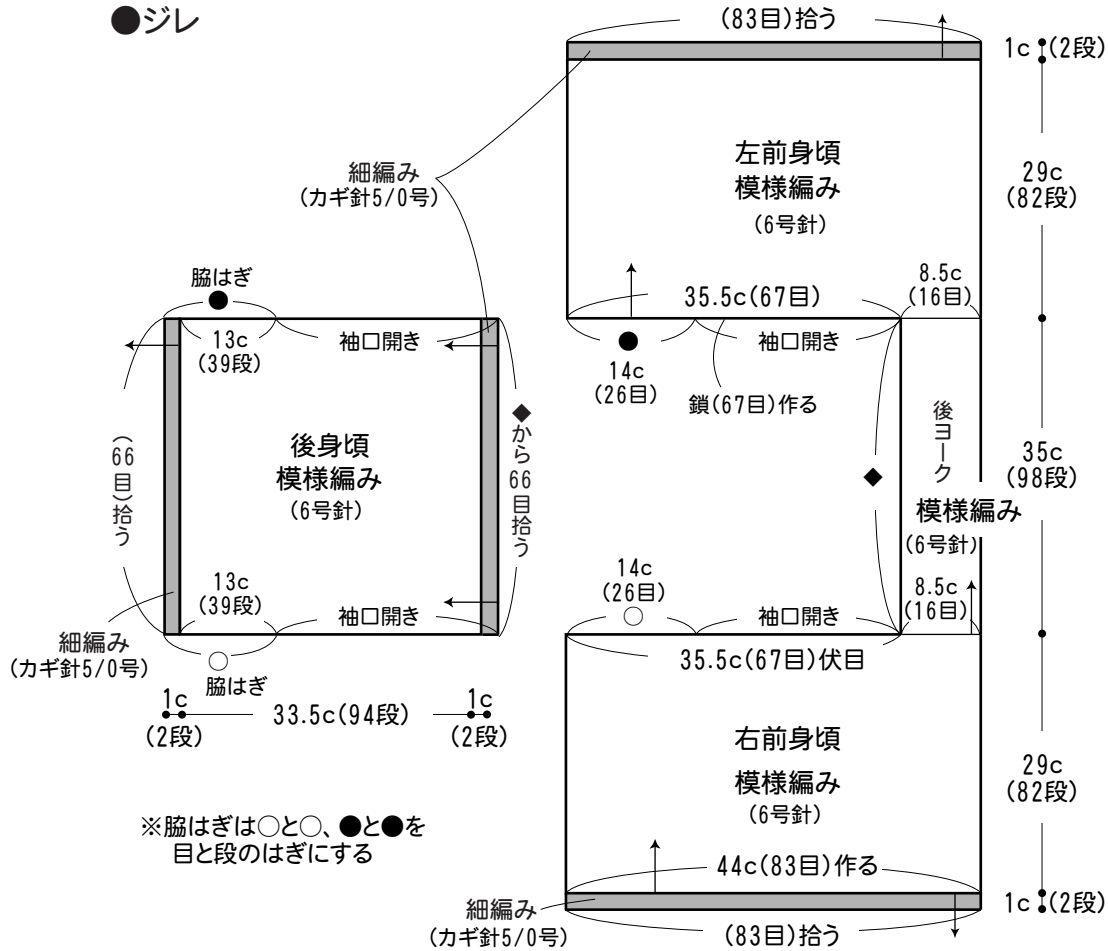 ●ジレ
(83目)拾う
1c(2段)
左前身頃
模様編み
(6号針)
29c
(82段)
細編み
(カギ針5/0号)
脇はぎ
●
13c
(39段)
袖口開き
35.5c(67目)
8.5c
(16目)
●
袖口開き
14c
(26目)
鎖(67目)作る
(66目)拾う
後身頃
模様編み
(6号針)
◆から66目拾う
◆
後ヨーク
模様編み
(6号針)
35c
(98段)
13c
(39段)
袖口開き
14c
(26目)
○
袖口開き
8.5c
(16目)
細編み
(カギ針5/0号)
○
脇はぎ
35.5c(67目)伏目
1c
(2段)
33.5c(94段)
1c
(2段)
右前身頃
模様編み
(6号針)
29c
(82段)
※脇はぎは○と○、●と●を
目と段のはぎにする
44c(83目)作る
細編み
(カギ針5/0号)
(83目)拾う
1c(2段)